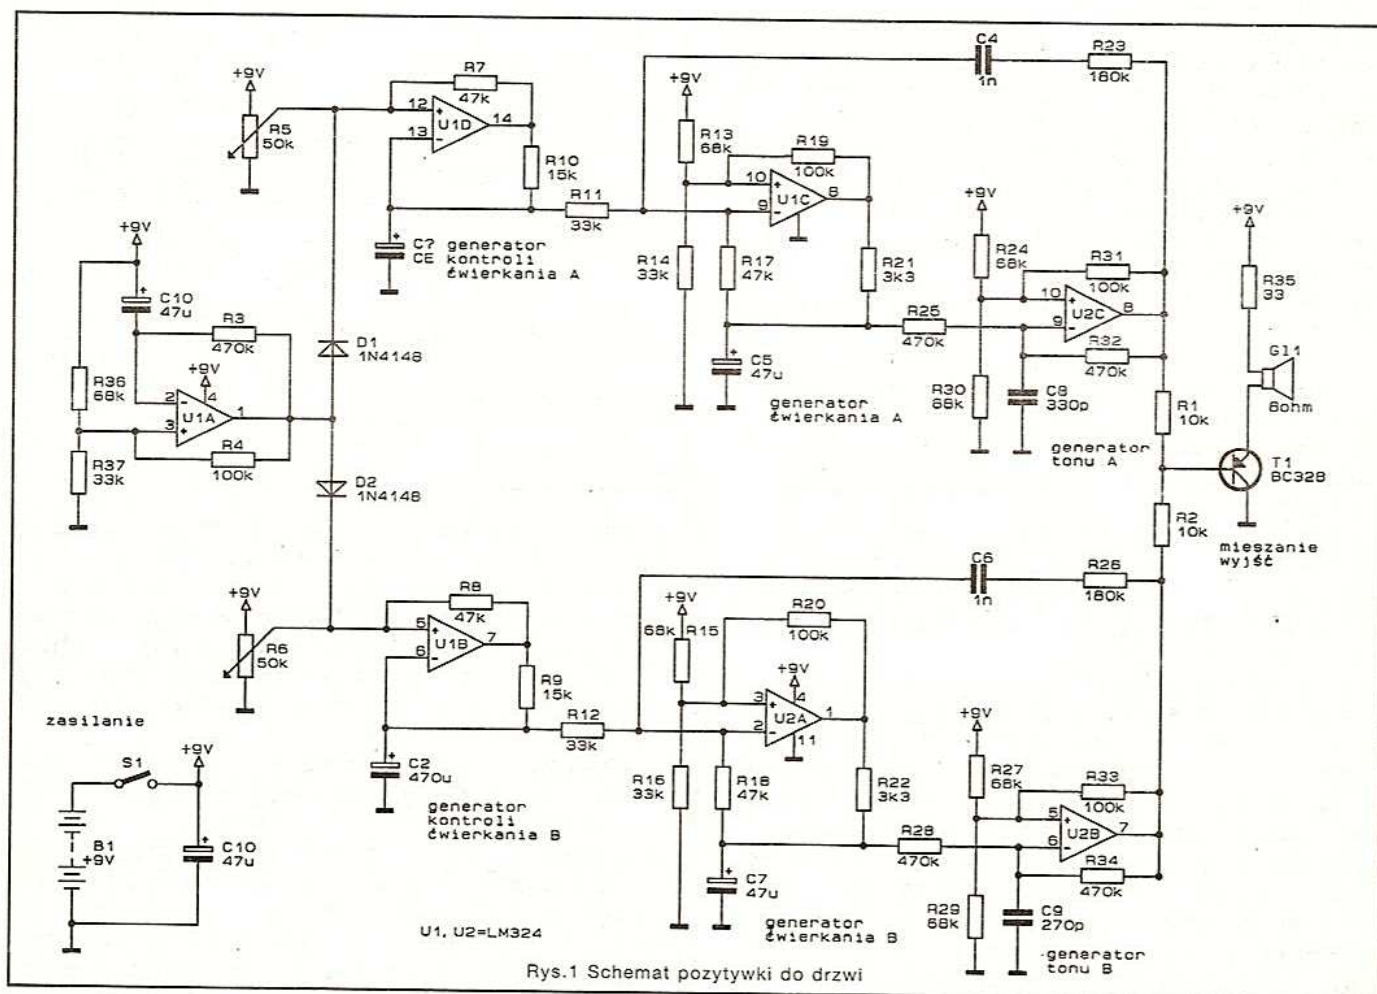 C4
1n
R23
180k
+9V
R5
50k
R7
47k
12
13
U1D
14
R10
15k
R11
33k
C?
CE
generator
kontroli
ćwierkania A
+9V
R13
68k
R19
100k
10
9
U1C
8
R14
33k
R17
47k
R21
3k3
C5
47u
generator
ćwierkania A
R25
470k
+9V
R24
68k
R31
100k
10
9
U2C
8
R32
470k
R30
68k
C8
330p
generator
tonu A
+9V
R35
33
Gl1
8ohm
R1
10k
T1
BC328
R2
10k
mieszanie
wyjść
+9V
C10
47u
R3
470k
R36
68k
+9V
4
2
3
U1A
1
R4
100k
R37
33k
D1
1N4148
D2
1N4148
+9V
R6
50k
R8
47k
5
6
U1B
7
R9
15k
R12
33k
C2
470u
generator
kontroli
ćwierkania B
C6
1n
R26
180k
+9V
68k
R15
R20
100k
+9V
4
3
2
U2A
1
11
R16
33k
R18
47k
R22
3k3
C7
47u
generator
ćwierkania B
R28
470k
+9V
R27
68k
R33
100k
5
6
U2B
7
R34
470k
R29
68k
C9
270p
generator
tonu B
zasilanie
S1
+9V
B1
+9V
C10
47u
U1, U2=LM324
Rys.1 Schemat pozytywki do drzwi